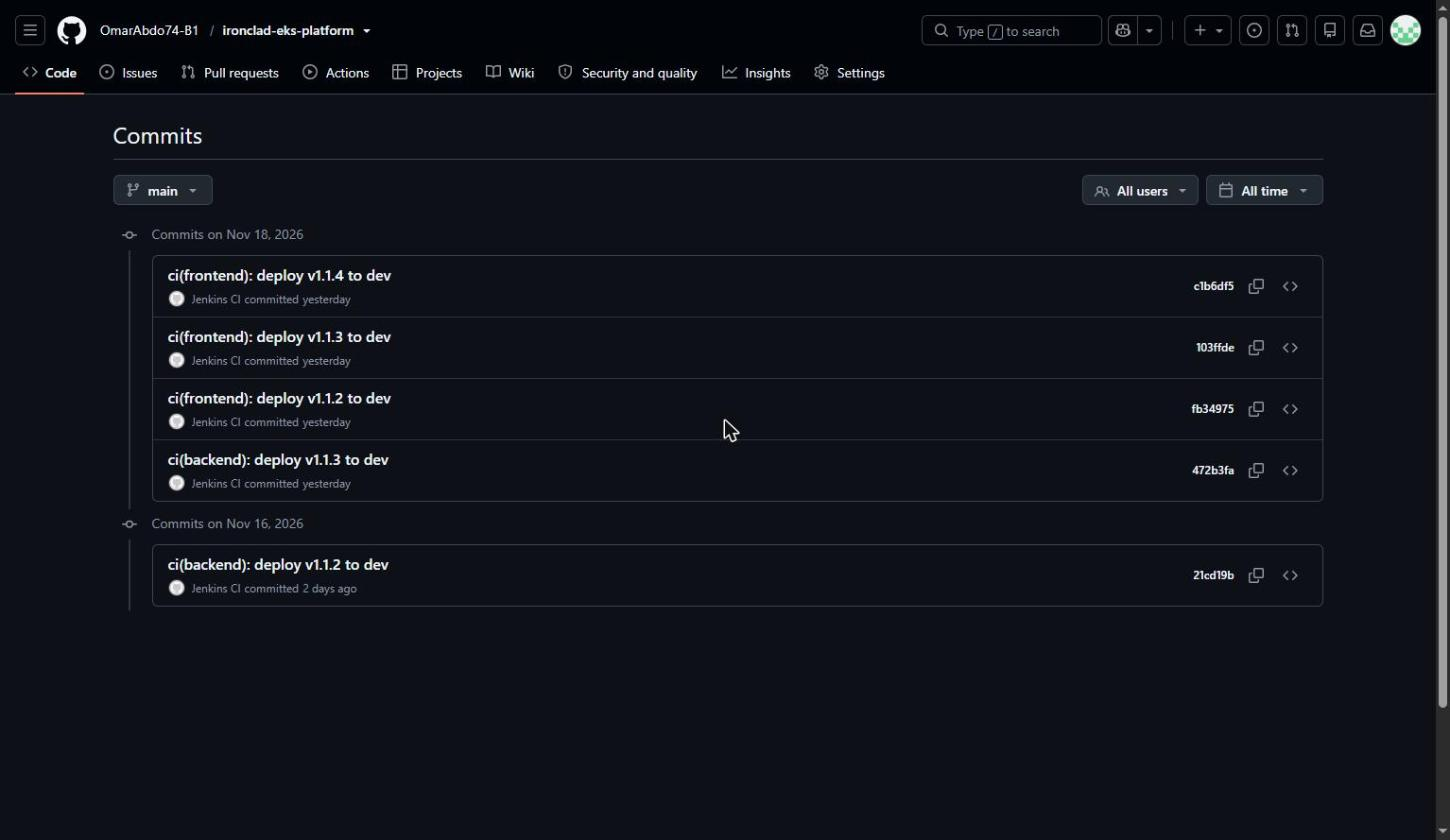 OmarAbdo74-B1 / ironclad-eks-platform
Type / to search
Code Issues Pull requests Actions Projects Wiki Security and quality Insights Settings
Commits
main
All users All time
Commits on Nov 18, 2026
ci(frontend): deploy v1.1.4 to dev
Jenkins CI committed yesterday
c1b6df5
ci(frontend): deploy v1.1.3 to dev
Jenkins CI committed yesterday
103ffde
ci(frontend): deploy v1.1.2 to dev
Jenkins CI committed yesterday
fb34975
ci(backend): deploy v1.1.3 to dev
Jenkins CI committed yesterday
472b3fa
Commits on Nov 16, 2026
ci(backend): deploy v1.1.2 to dev
Jenkins CI committed 2 days ago
21cd19b